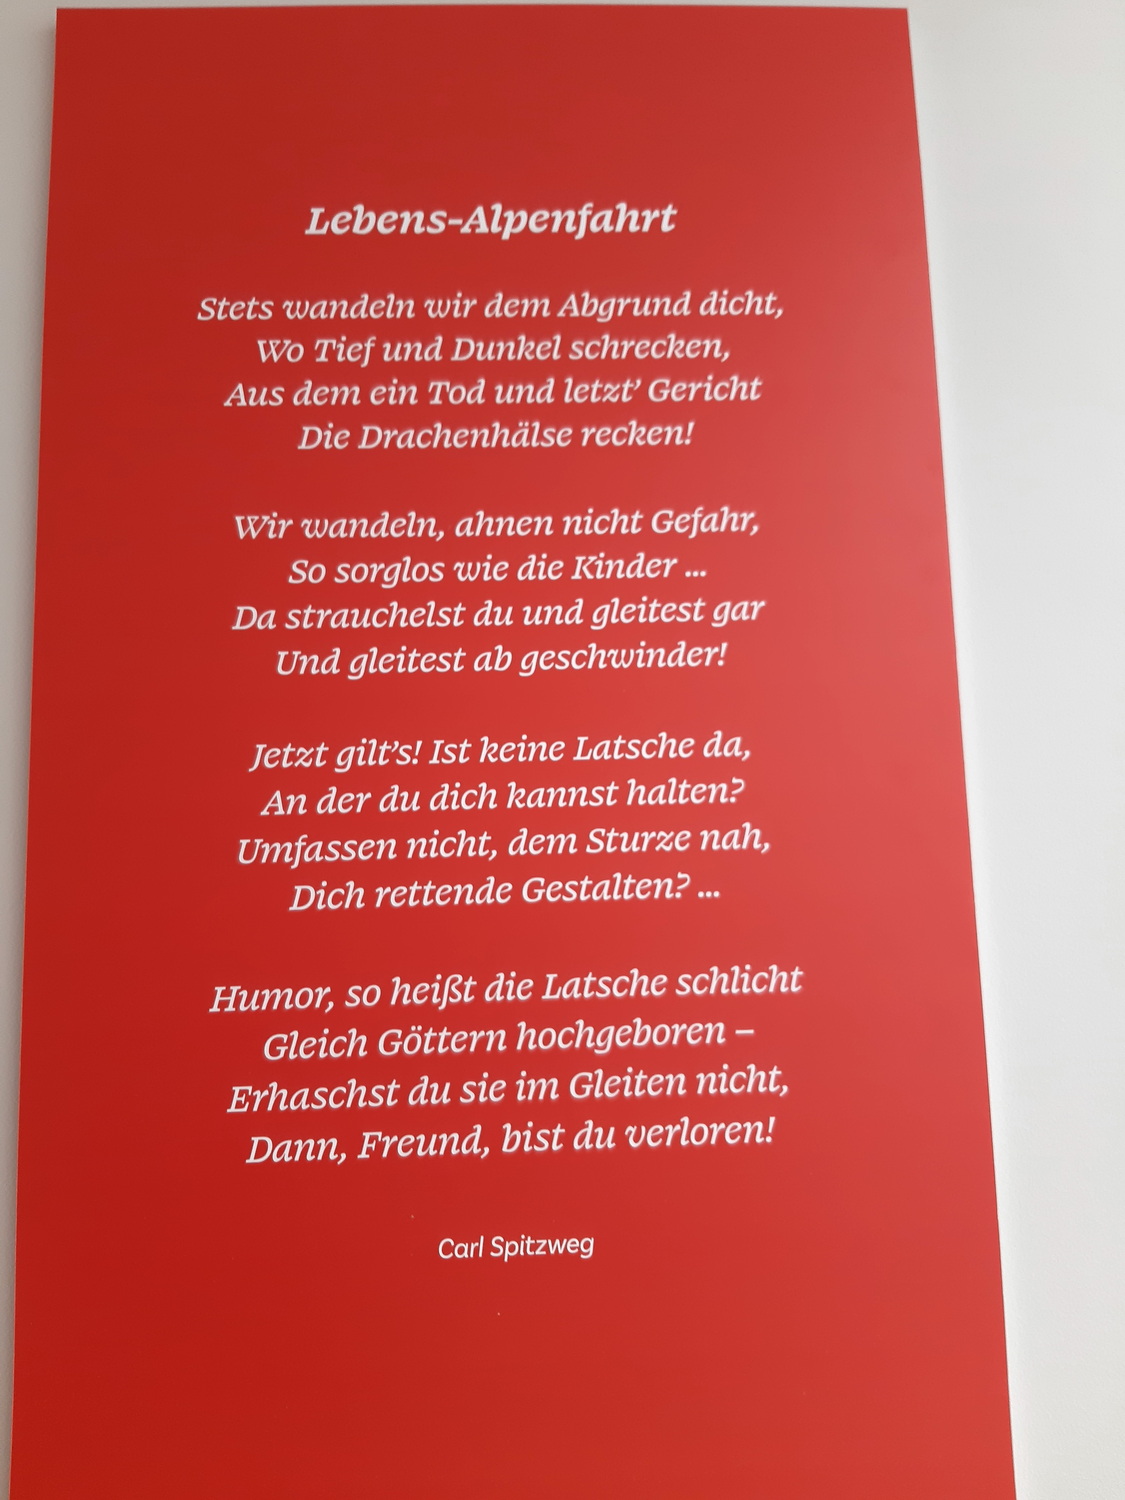 Lebens-Alpenfahrt
Stets wandeln wir dem Abgrund dicht,
Wo Tief und Dunkel schrecken,
Aus dem ein Tod und letzt’ Gericht
Die Drachenhälse recken!
Wir wandeln, ahnen nicht Gefahr,
So sorglos wie die Kinder ...
Da strauchelst du und gleitest gar
Und gleitest ab geschwinder!
Jetzt gilt’s! Ist keine Latsche da,
An der du dich kannst halten?
Umfassen nicht, dem Sturze nah,
Dich rettende Gestalten? ...
Humor, so heißt die Latsche schlicht
Gleich Göttern hochgeboren –
Erhaschst du sie im Gleiten nicht,
Dann, Freund, bist du verloren!
Carl Spitzweg